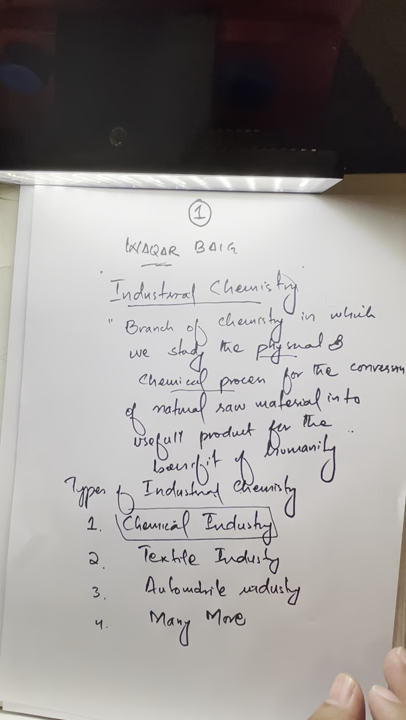 1
WAQAR BAIG
"Industrial Chemistry"
"Branch of chemistry in which
we study the physical &
chemical process for the conversion
of natural raw material into
usefull product for the
benifit of humanity"
Types of Industrial Chemistry
1. Chemical Industry
2. Textile Industry
3. Automobile industry
4. Many More